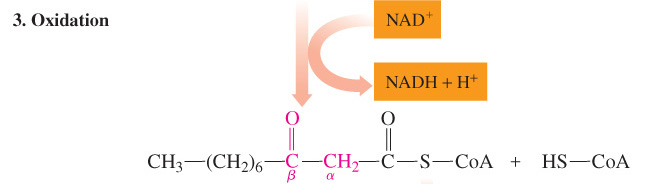 3. Oxidation
NAD⁺
NADH + H⁺
O O
CH₃—(CH₂)₆—C—CH₂—C—S—CoA + HS—CoA
β α